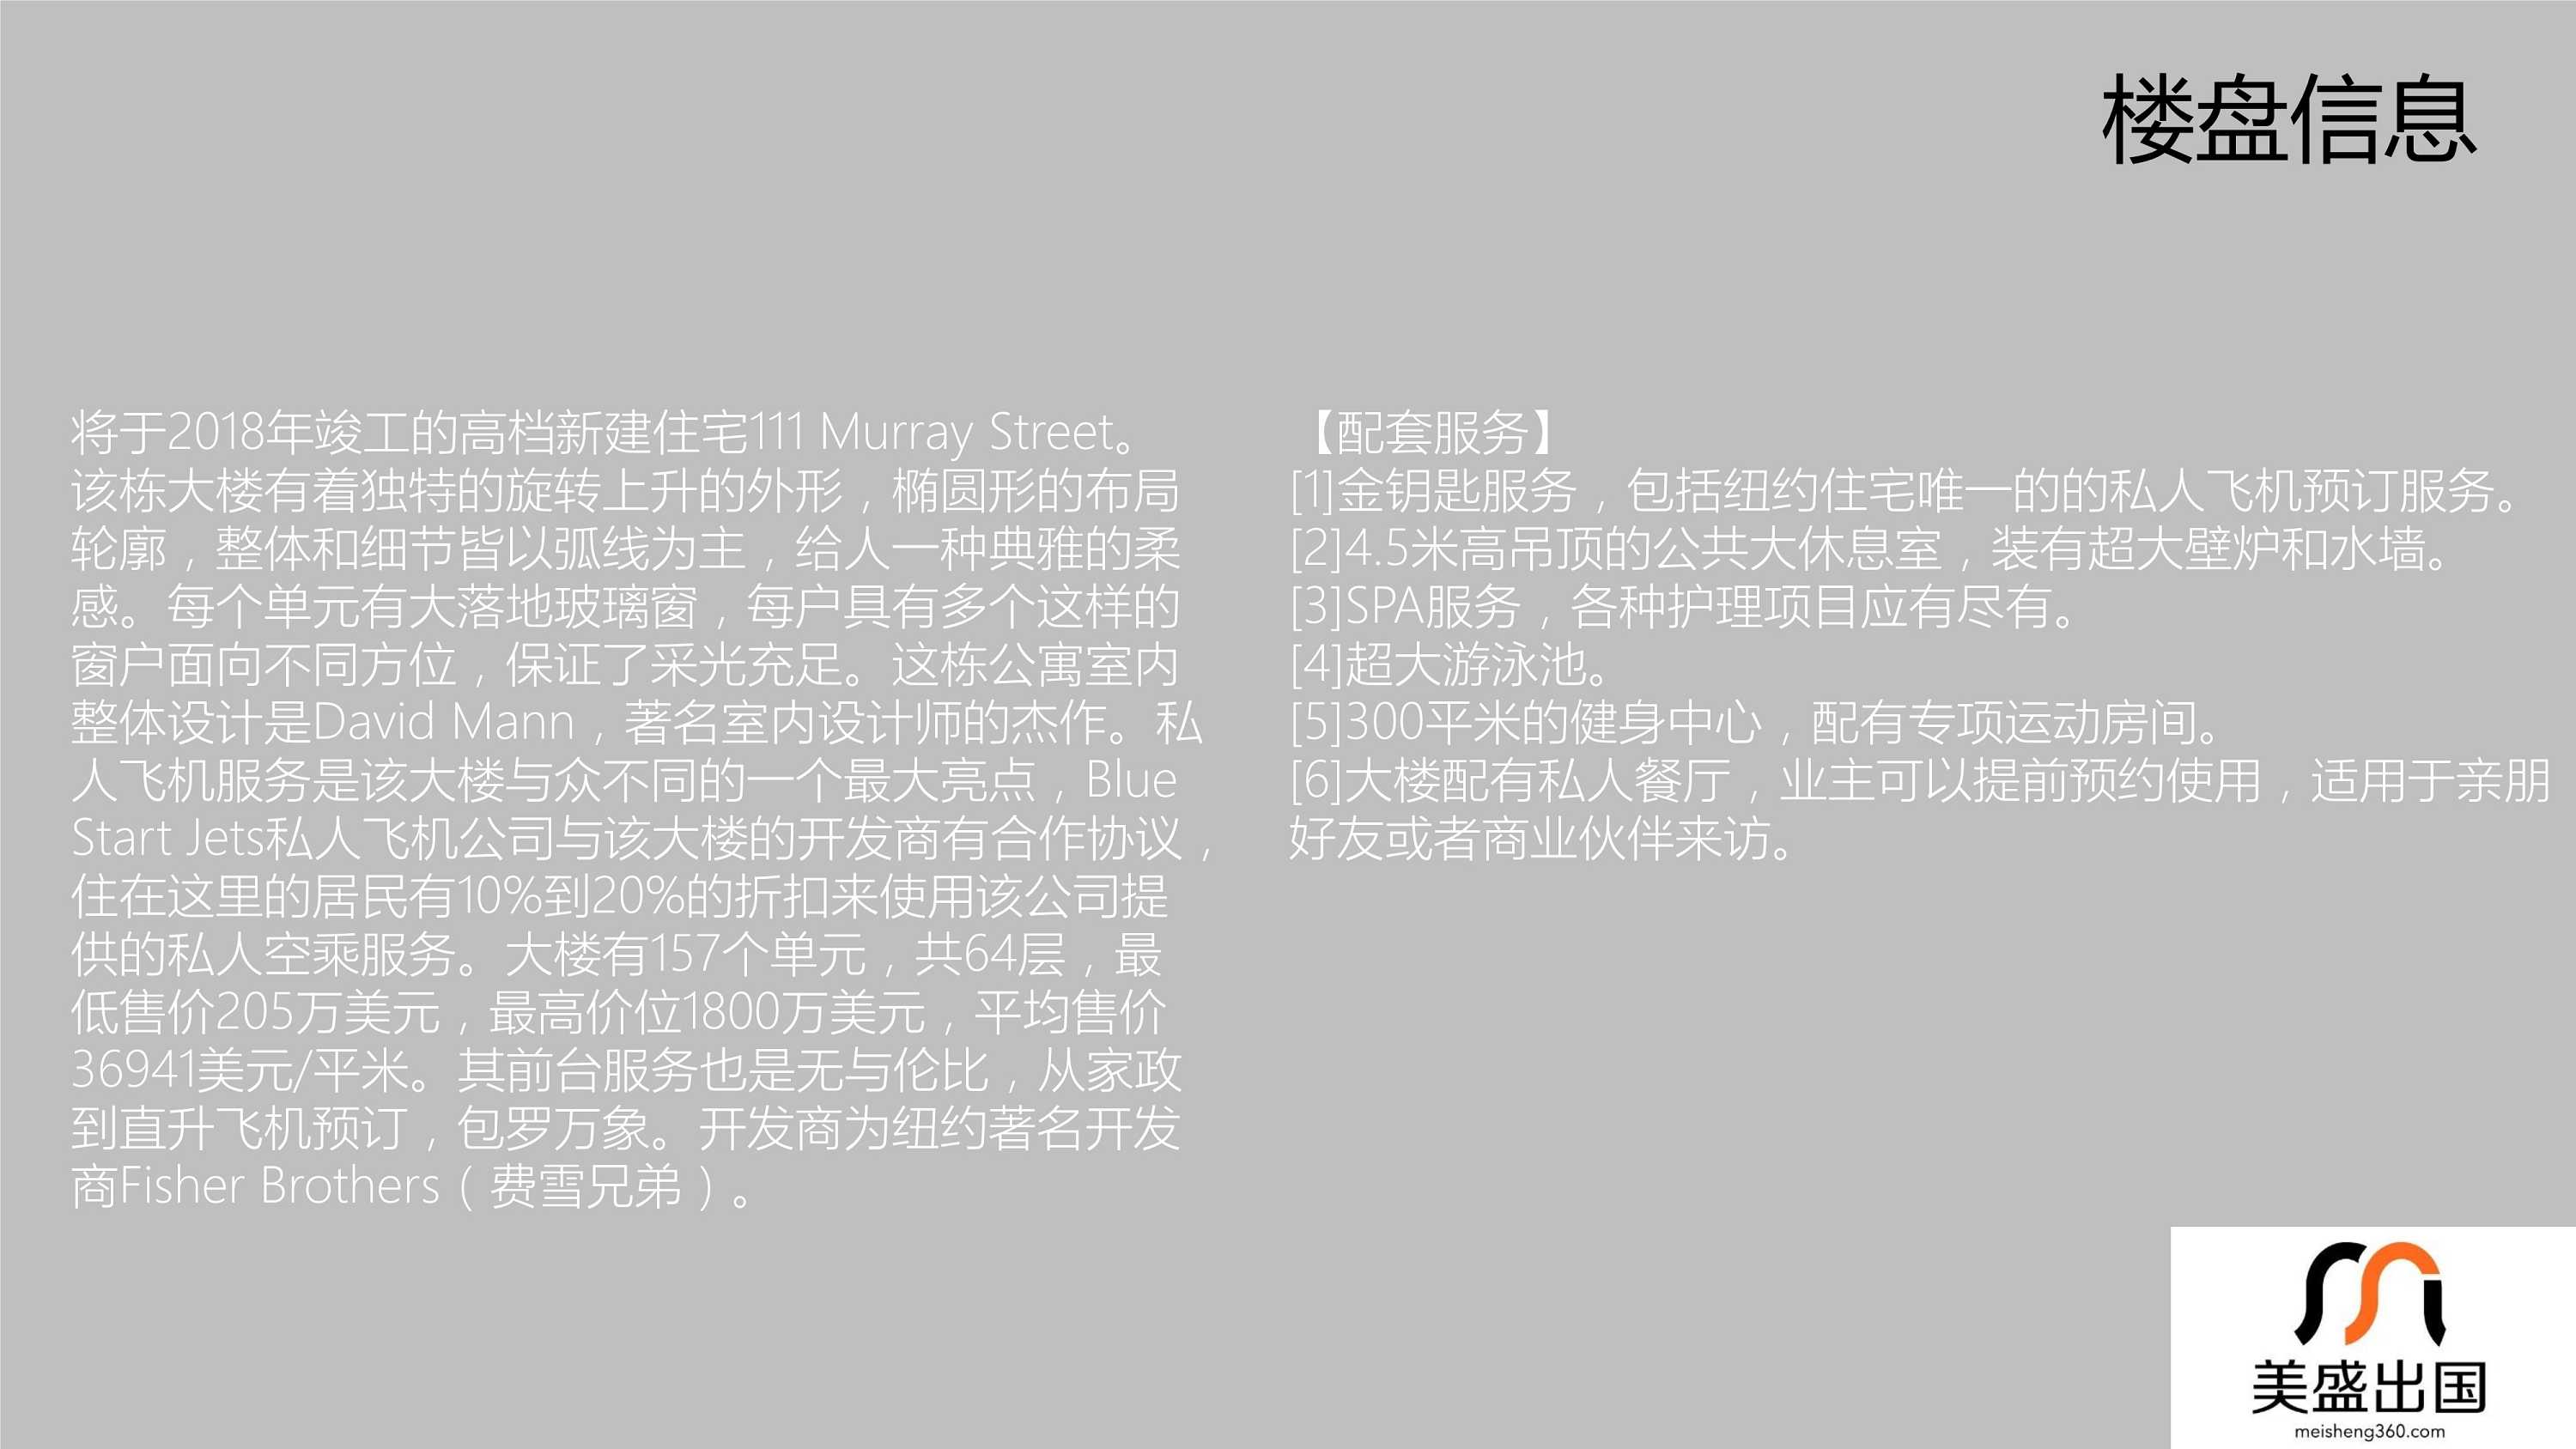 楼盘信息
将于2018年竣工的高档新建住宅111 Murray Street。
该栋大楼有着独特的旋转上升的外形，椭圆形的布局
轮廓，整体和细节皆以弧线为主，给人一种典雅的柔
感。每个单元有大落地玻璃窗，每户具有多个这样的
窗户面向不同方位，保证了采光充足。这栋公寓室内
整体设计是David Mann，著名室内设计师的杰作。私
人飞机服务是该大楼与众不同的一个最大亮点，Blue
Start Jets私人飞机公司与该大楼的开发商有合作协议，
住在这里的居民有10%到20%的折扣来使用该公司提
供的私人空乘服务。大楼有157个单元，共64层，最
低售价205万美元，最高价位1800万美元，平均售价
36941美元/平米。其前台服务也是无与伦比，从家政
到直升飞机预订，包罗万象。开发商为纽约著名开发
商Fisher Brothers（费雪兄弟）。
【配套服务】
[1]金钥匙服务，包括纽约住宅唯一的的私人飞机预订服务。
[2]4.5米高吊顶的公共大休息室，装有超大壁炉和水墙。
[3]SPA服务，各种护理项目应有尽有。
[4]超大游泳池。
[5]300平米的健身中心，配有专项运动房间。
[6]大楼配有私人餐厅，业主可以提前预约使用，适用于亲朋
好友或者商业伙伴来访。
美盛出国
meisheng360.com